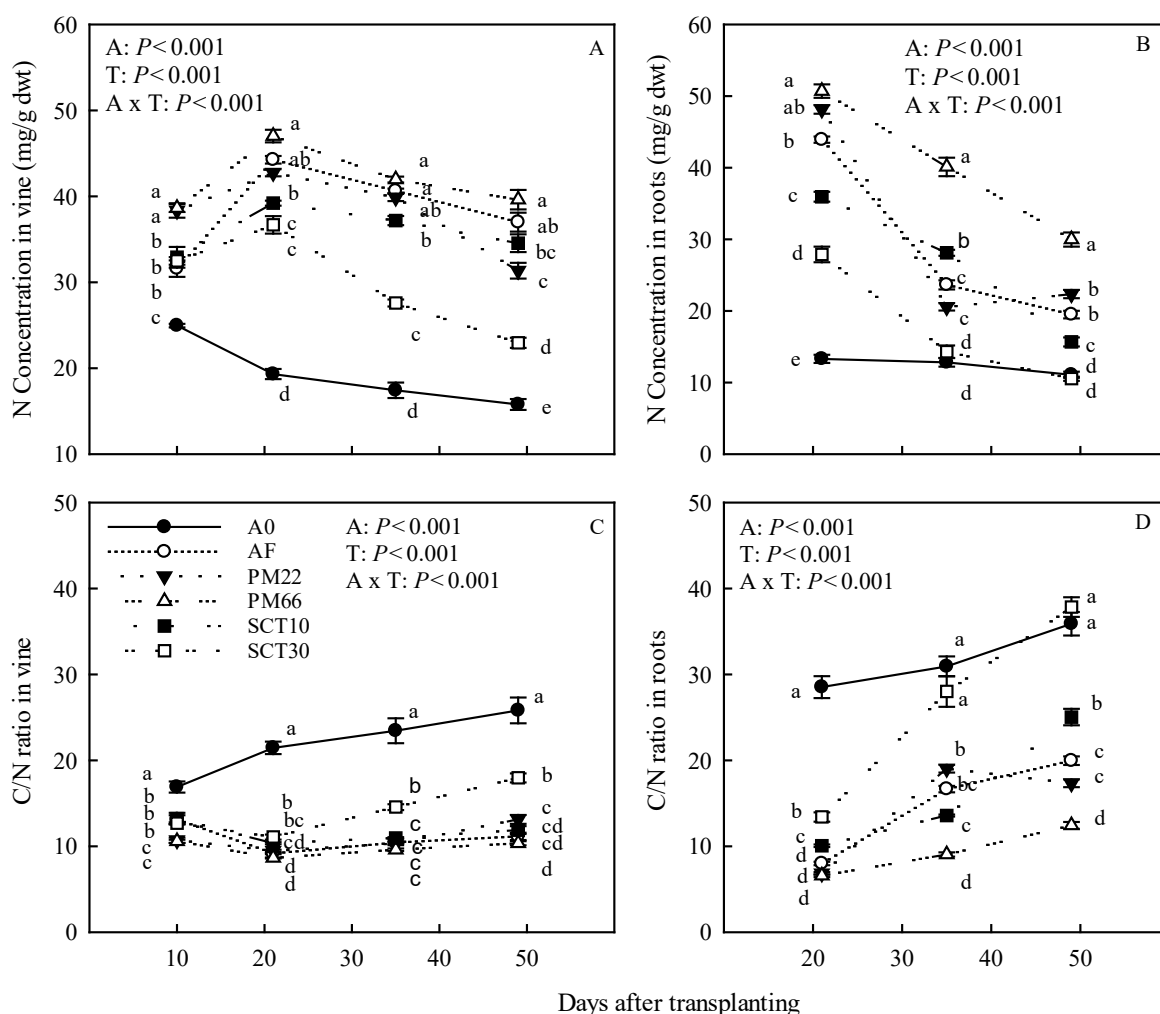 60
50
40
30
20
10
N Concentration in vine (mg/g dwt)
A: P<0.001
T: P<0.001
A x T: P<0.001
A
a
a
b
b
b
c
a
ab
b
c
c
d
a
a
ab
b
c
d
a
ab
bc
c
d
e
60
50
40
30
20
10
0
N Concentration in roots (mg/g dwt)
A: P<0.001
T: P<0.001
A x T: P<0.001
B
a
ab
b
c
d
e
a
b
c
c
d
d
a
b
b
c
d
d
50
40
30
20
10
0
C/N ratio in vine
A0
AF
PM22
PM66
SCT10
SCT30
A: P<0.001
T: P<0.001
A x T: P<0.001
C
a
b
b
b
c
c
a
b
bc
cd
d
d
a
b
c
c
c
c
a
b
c
cd
cd
d
10 20 30 40 50
50
40
30
20
10
0
C/N ratio in roots
A: P<0.001
T: P<0.001
A x T: P<0.001
D
a
b
c
d
d
d
a
a
b
bc
c
d
a
a
b
c
c
d
20 30 40 50
Days after transplanting